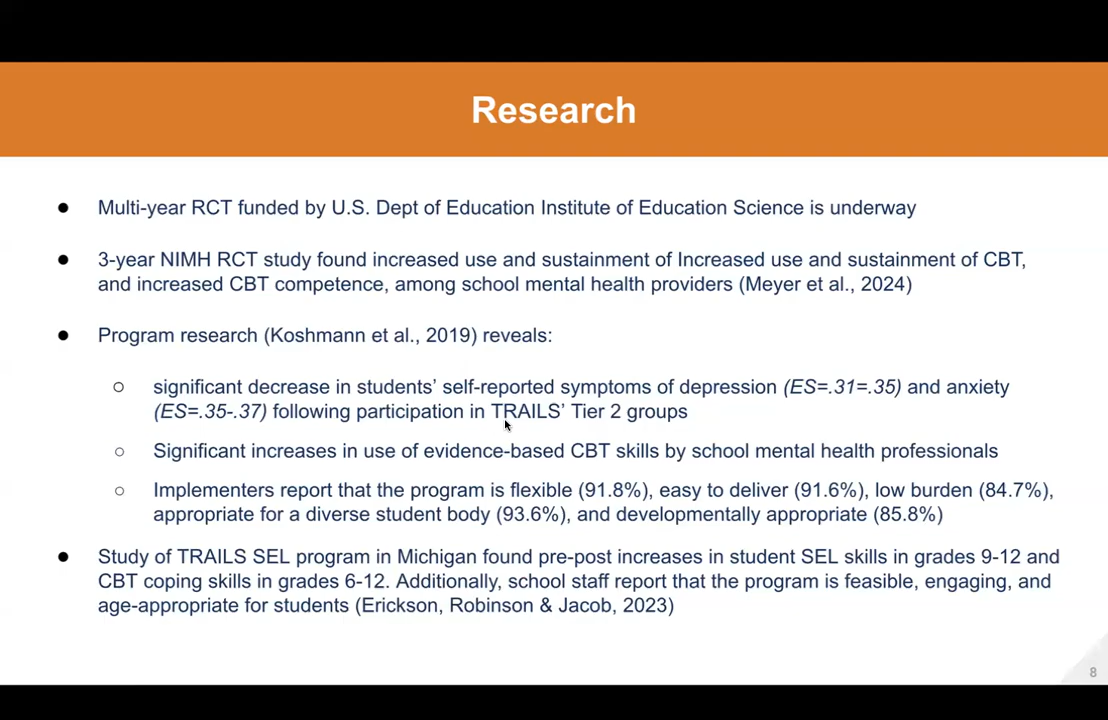 Research
● Multi-year RCT funded by U.S. Dept of Education Institute of Education Science is underway
● 3-year NIMH RCT study found increased use and sustainment of Increased use and sustainment of CBT,
and increased CBT competence, among school mental health providers (Meyer et al., 2024)
● Program research (Koshmann et al., 2019) reveals:
○ significant decrease in students’ self-reported symptoms of depression (ES=.31=.35) and anxiety
(ES=.35-.37) following participation in TRAILS’ Tier 2 groups
○ Significant increases in use of evidence-based CBT skills by school mental health professionals
○ Implementers report that the program is flexible (91.8%), easy to deliver (91.6%), low burden (84.7%),
appropriate for a diverse student body (93.6%), and developmentally appropriate (85.8%)
● Study of TRAILS SEL program in Michigan found pre-post increases in student SEL skills in grades 9-12 and
CBT coping skills in grades 6-12. Additionally, school staff report that the program is feasible, engaging, and
age-appropriate for students (Erickson, Robinson & Jacob, 2023)
8